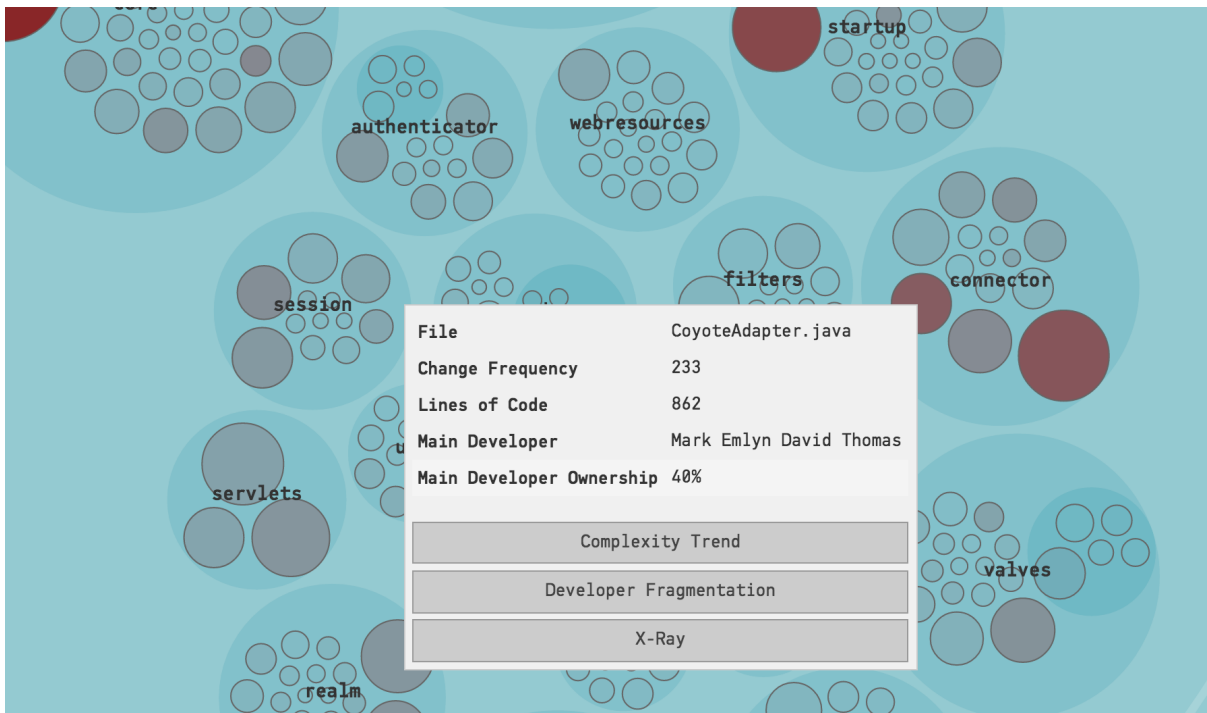 startup
authenticator
webresources
filters
connector
session
File CoyoteAdapter.java
Change Frequency 233
Lines of Code 862
Main Developer Mark Emlyn David Thomas
Main Developer Ownership 40%
servlets
Complexity Trend
valves
Developer Fragmentation
X-Ray
realm